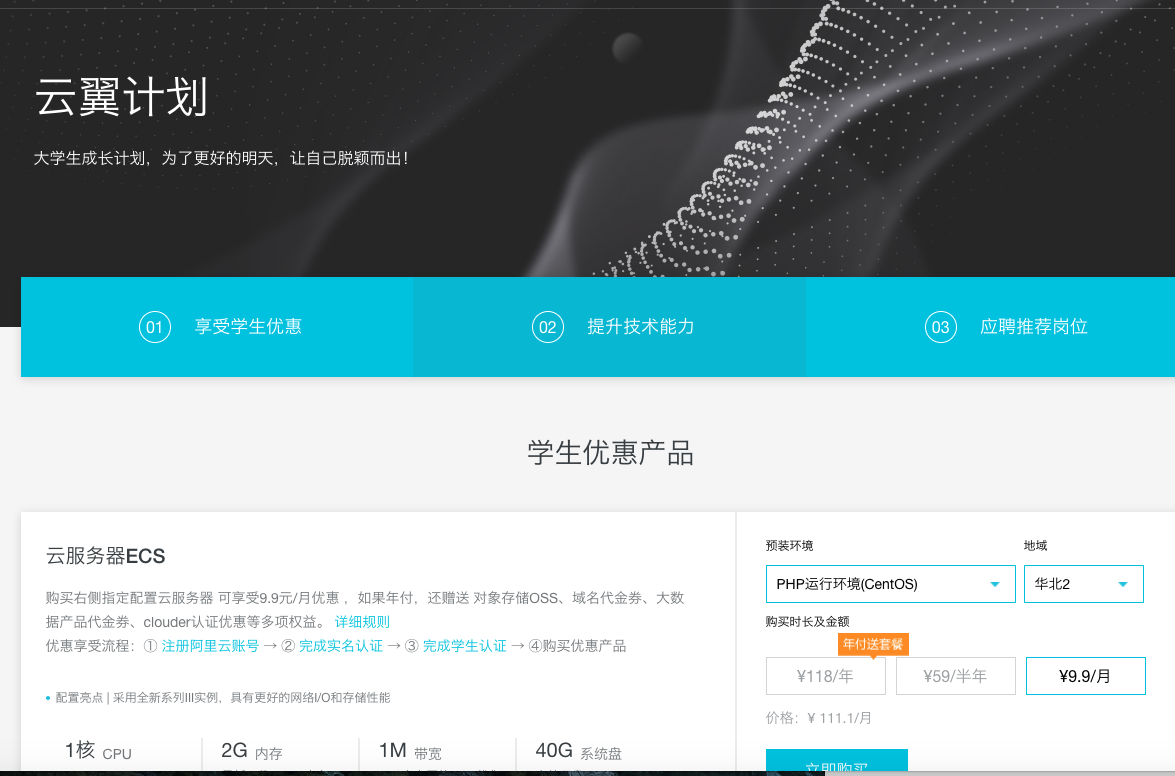 云翼计划
大学生成长计划，为了更好的明天，让自己脱颖而出！
01 享受学生优惠
02 提升技术能力
03 应聘推荐岗位
学生优惠产品
云服务器ECS
购买右侧指定配置云服务器 可享受9.9元/月优惠 ，如果年付，还赠送 对象存储OSS、域名代金券、大数
据产品代金券、clouder认证优惠等多项权益。 详细规则
优惠享受流程：① 注册阿里云账号 → ② 完成实名认证 → ③ 完成学生认证 → ④购买优惠产品
配置亮点 | 采用全新系列III实例，具有更好的网络I/O和存储性能
1核 CPU
2G 内存
1M 带宽
40G 系统盘
预装环境
地域
PHP运行环境(CentOS)
华北2
购买时长及金额
年付送套餐
¥118/年
¥59/半年
¥9.9/月
价格：¥ 111.1/月
立即购买